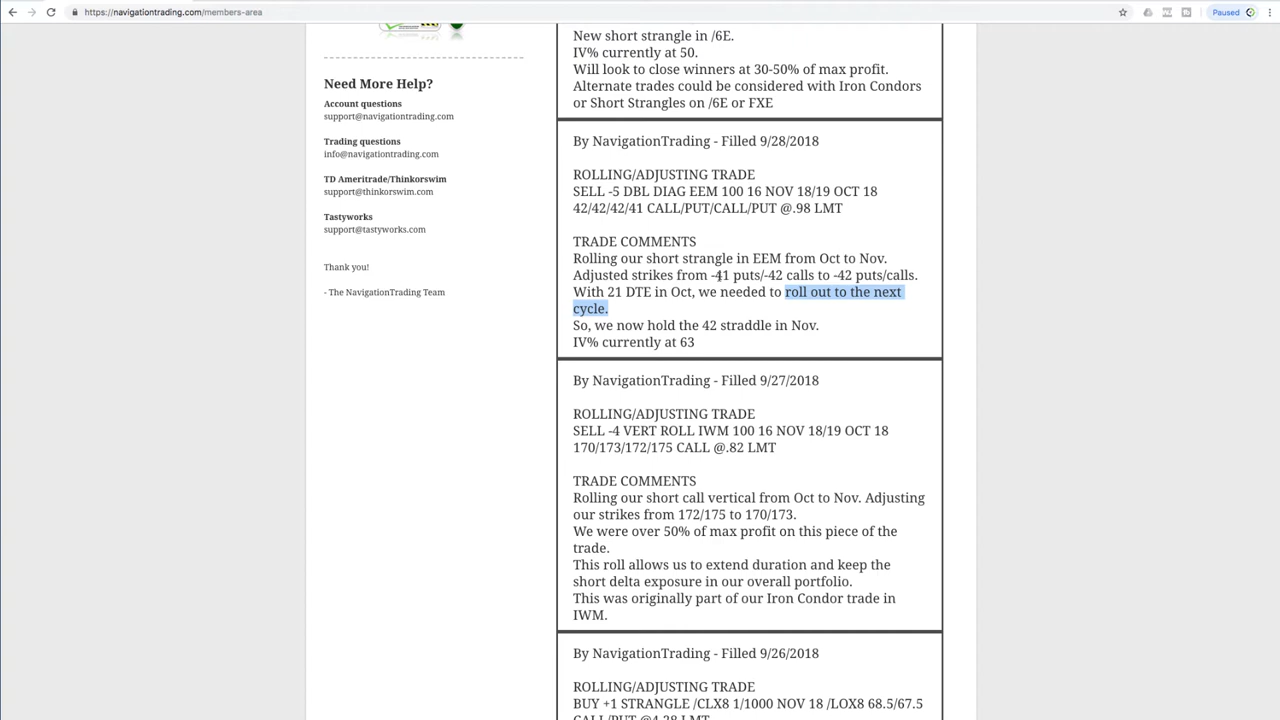 https://navigationtrading.com/members-area
Paused
Need More Help?
Account questions
support@navigationtrading.com
Trading questions
info@navigationtrading.com
TD Ameritrade/Thinkorswim
support@thinkorswim.com
Tastyworks
support@tastyworks.com
Thank you!
- The NavigationTrading Team
New short strangle in /6E.
IV% currently at 50.
Will look to close winners at 30-50% of max profit.
Alternate trades could be considered with Iron Condors
or Short Strangles on /6E or FXE
By NavigationTrading - Filled 9/28/2018
ROLLING/ADJUSTING TRADE
SELL -5 DBL DIAG EEM 100 16 NOV 18/19 OCT 18
42/42/42/41 CALL/PUT/CALL/PUT @.98 LMT
TRADE COMMENTS
Rolling our short strangle in EEM from Oct to Nov.
Adjusted strikes from -41 puts/-42 calls to -42 puts/calls.
With 21 DTE in Oct, we needed to roll out to the next
cycle.
So, we now hold the 42 straddle in Nov.
IV% currently at 63
By NavigationTrading - Filled 9/27/2018
ROLLING/ADJUSTING TRADE
SELL -4 VERT ROLL IWM 100 16 NOV 18/19 OCT 18
170/173/172/175 CALL @.82 LMT
TRADE COMMENTS
Rolling our short call vertical from Oct to Nov. Adjusting
our strikes from 172/175 to 170/173.
We were over 50% of max profit on this piece of the
trade.
This roll allows us to extend duration and keep the
short delta exposure in our overall portfolio.
This was originally part of our Iron Condor trade in
IWM.
By NavigationTrading - Filled 9/26/2018
ROLLING/ADJUSTING TRADE
BUY +1 STRANGLE /CLX8 1/1000 NOV 18 /LOX8 68.5/67.5
CALL/PUT @4.28 LMT